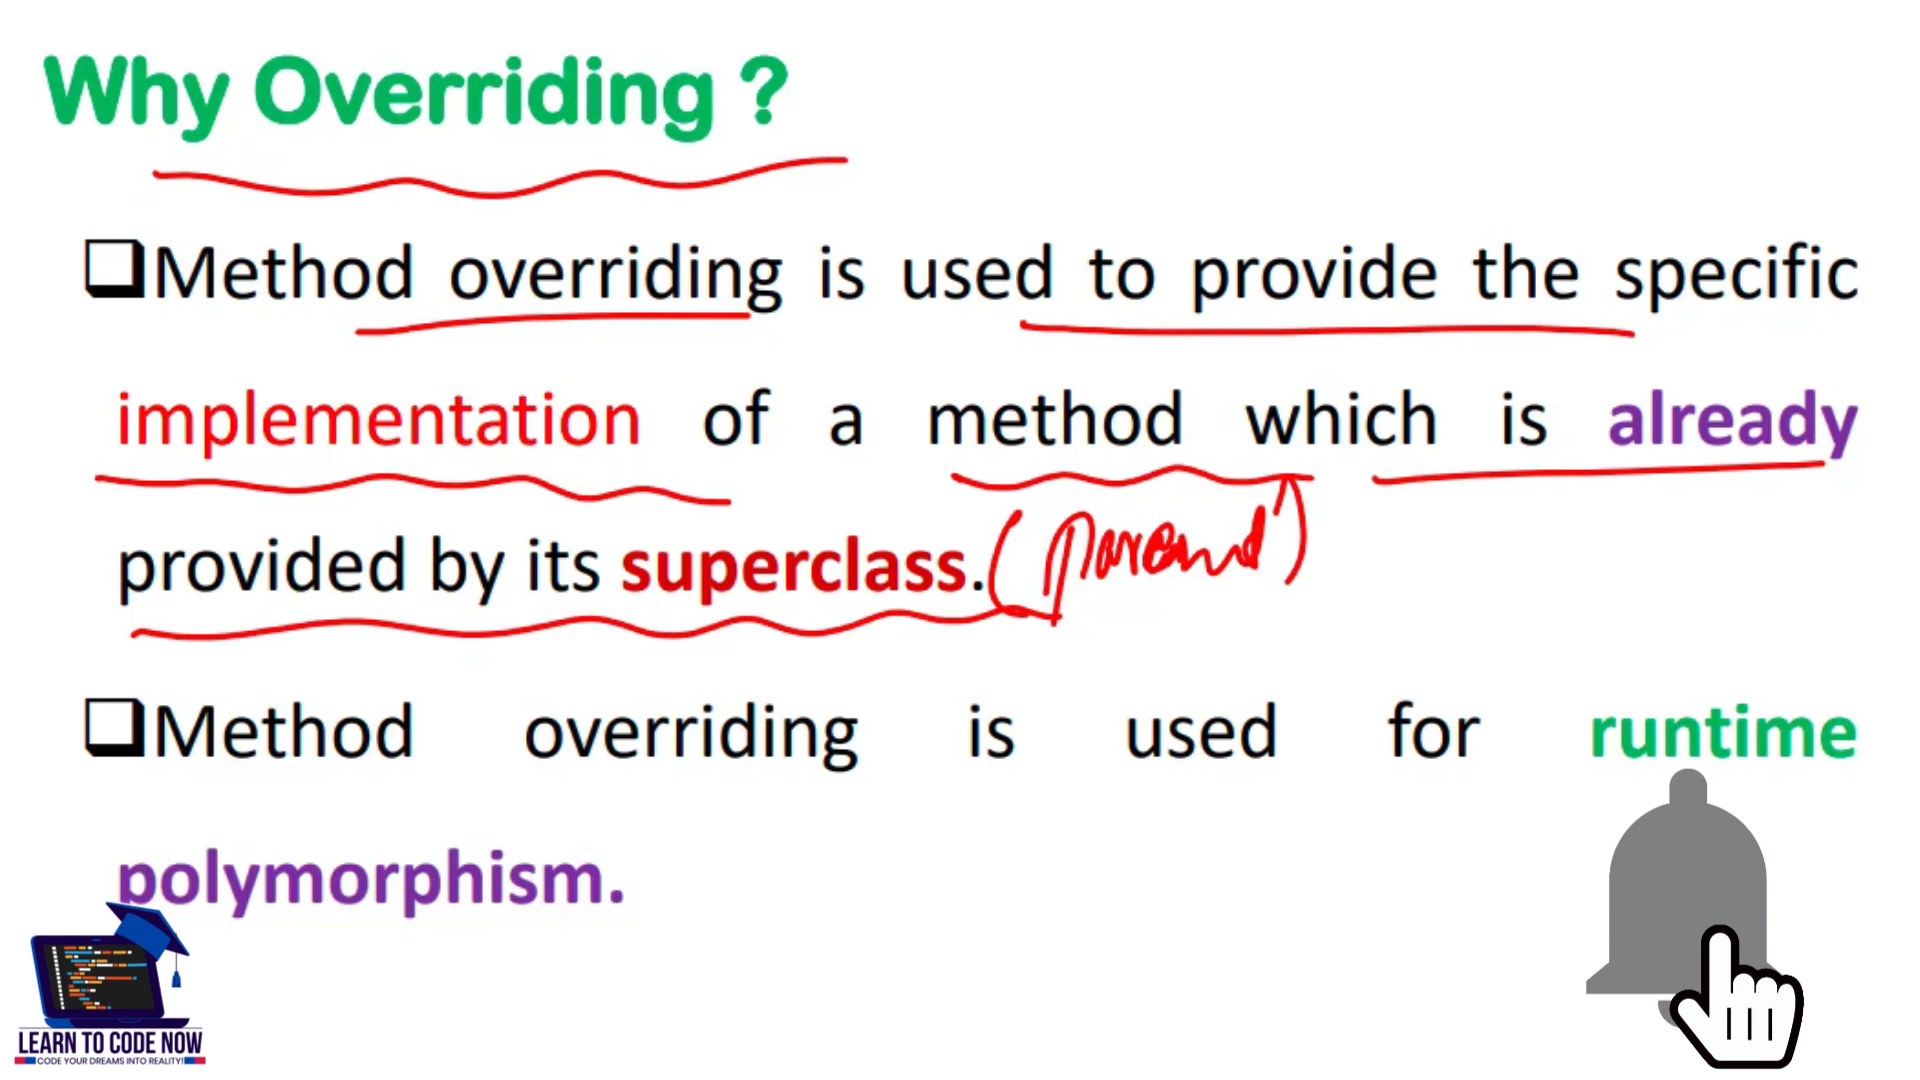 Why Overriding ?
Method overriding is used to provide the specific
implementation of a method which is already
provided by its superclass.
Method overriding is used for runtime
polymorphism.
LEARN TO CODE NOW
CODE YOUR DREAMS INTO REALITY!